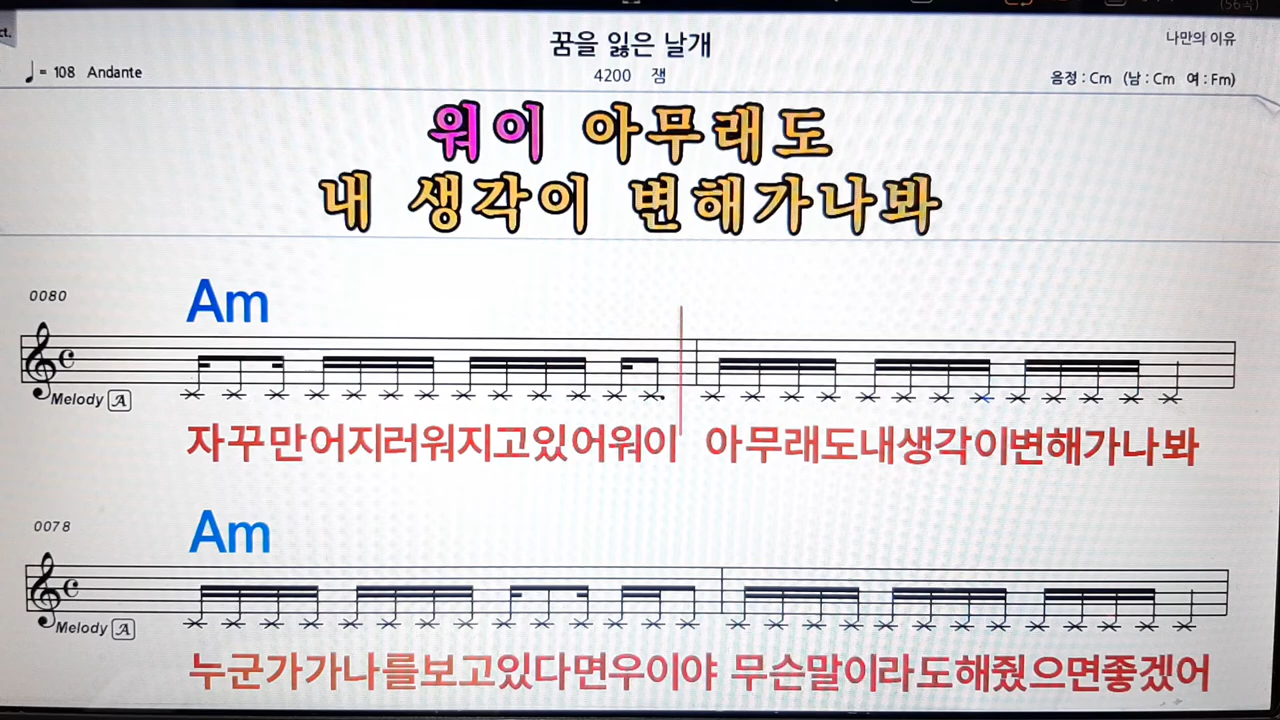 ct.
(56곡)
꿈을 잃은 날개
나만의 이유
♩ = 108 Andante
4200 잼
음정 : Cm (남 : Cm 여 : Fm)
워이 아무래도
내 생각이 변해가나봐
0080
Am
Melody A
자꾸만어지러워지고있어워이 아무래도내생각이변해가나봐
0078
Am
Melody A
누군가가나를보고있다면우이야 무슨말이라도해줬으면좋겠어